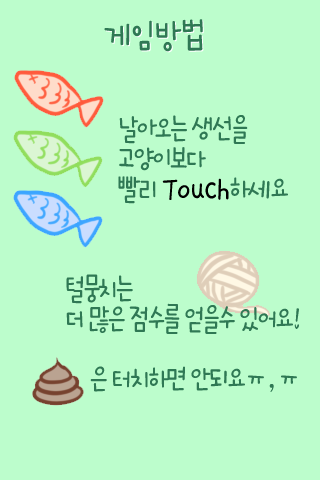 게임방법
날아오는 생선을
고양이보다
빨리 Touch하세요
털뭉치는
더 많은 점수를 얻을수 있어요!
은 터치하면 안되요ㅠ, ㅠ